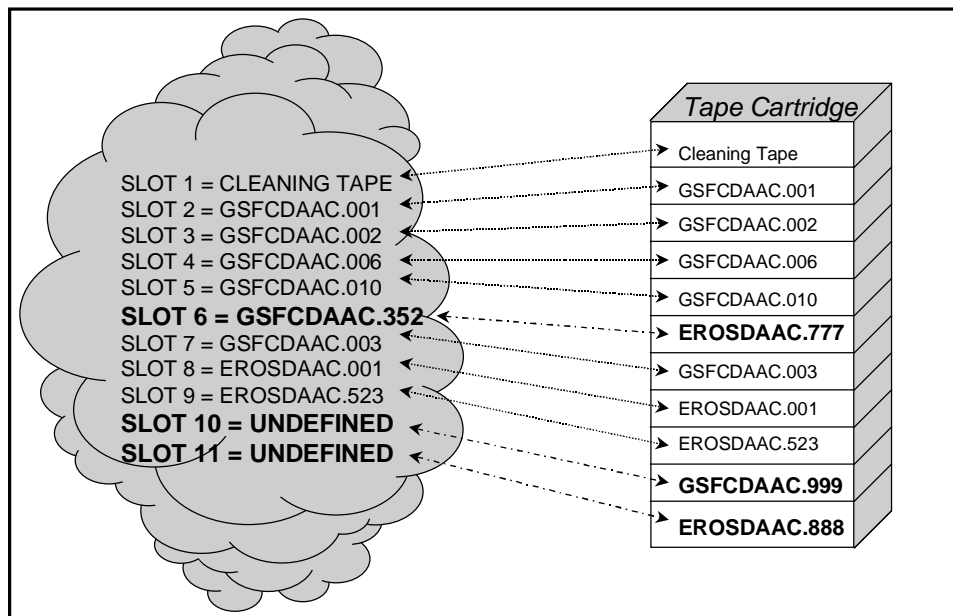 SLOT 1 = CLEANING TAPE
SLOT 2 = GSFCDAAC.001
SLOT 3 = GSFCDAAC.002
SLOT 4 = GSFCDAAC.006
SLOT 5 = GSFCDAAC.010
SLOT 6 = GSFCDAAC.352
SLOT 7 = GSFCDAAC.003
SLOT 8 = EROSDAAC.001
SLOT 9 = EROSDAAC.523
SLOT 10 = UNDEFINED
SLOT 11 = UNDEFINED
Tape Cartridge
Cleaning Tape
GSFCDAAC.001
GSFCDAAC.002
GSFCDAAC.006
GSFCDAAC.010
EROSDAAC.777
GSFCDAAC.003
EROSDAAC.001
EROSDAAC.523
GSFCDAAC.999
EROSDAAC.888